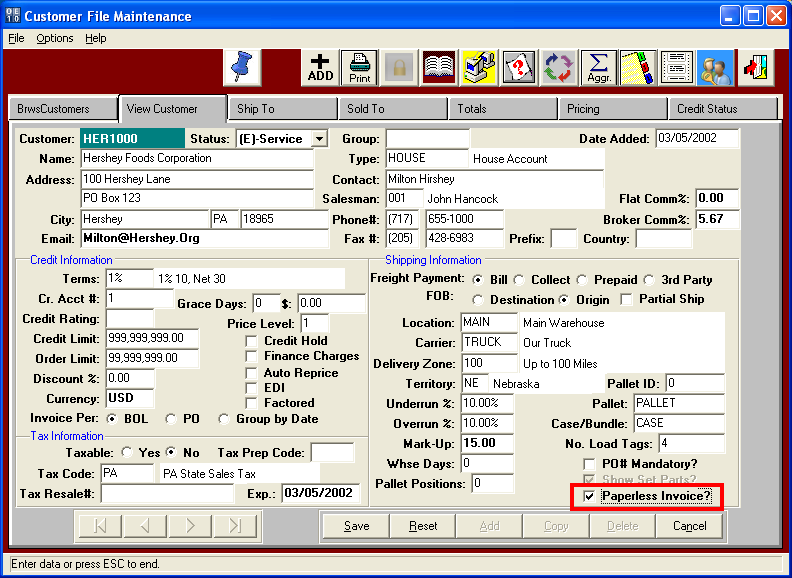 Customer File Maintenance
File Options Help
ADD Print Aggr.
BrwsCustomers View Customer Ship To Sold To Totals Pricing Credit Status
Customer: HER1000 Status: (E)-Service Group: Date Added: 03/05/2002
Name: Hershey Foods Corporation Type: HOUSE House Account
Address: 100 Hershey Lane Contact: Milton Hirshey
PO Box 123 Salesman: 001 John Hancock Flat Comm%: 0.00
City: Hershey PA 18965 Phone#: (717) 655-1000 Broker Comm%: 5.67
Email: Milton@Hershey.Org Fax #: (205) 428-6983 Prefix: Country:
Credit Information Shipping Information
Terms: 1% 1% 10, Net 30 Freight Payment: Bill Collect Prepaid 3rd Party
Cr. Acct #: 1 Grace Days: 0 $: 0.00 FOB: Destination Origin Partial Ship
Credit Rating: Price Level: 1 Location: MAIN Main Warehouse
Credit Limit: 999,999,999.00 Credit Hold Carrier: TRUCK Our Truck
Order Limit: 99,999,999.00 Finance Charges Delivery Zone: 100 Up to 100 Miles
Discount %: 0.00 Auto Reprice Territory: NE Nebraska Pallet ID: 0
Currency: USD EDI Underrun %: 10.00% Pallet: PALLET
Factored
Invoice Per: BOL PO Group by Date Overrun %: 10.00% Case/Bundle: CASE
Tax Information Mark-Up: 15.00 No. Load Tags: 4
Taxable: Yes No Tax Prep Code: Whse Days: 0 PO# Mandatory?
Tax Code: PA PA State Sales Tax Pallet Positions: 0 Show Set Parts?
Tax Resale#: Exp.: 03/05/2002 Paperless Invoice?
Save Reset Add Copy Delete Cancel
Enter data or press ESC to end.